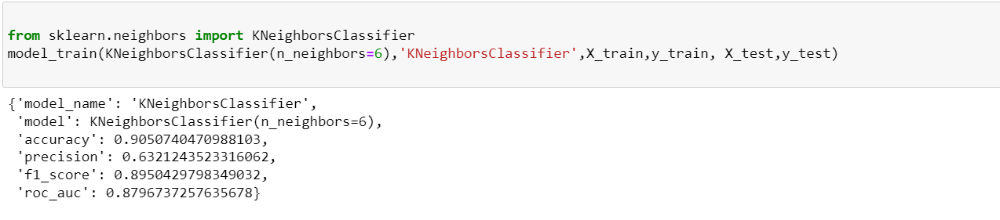 from sklearn.neighbors import KNeighborsClassifier
model_train(KNeighborsClassifier(n_neighbors=6),'KNeighborsClassifier',X_train,y_train, X_test,y_test)
{'model_name': 'KNeighborsClassifier',
 'model': KNeighborsClassifier(n_neighbors=6),
 'accuracy': 0.9050740470988103,
 'precision': 0.6321243523316062,
 'f1_score': 0.8950429798349032,
 'roc_auc': 0.8796737257635678}